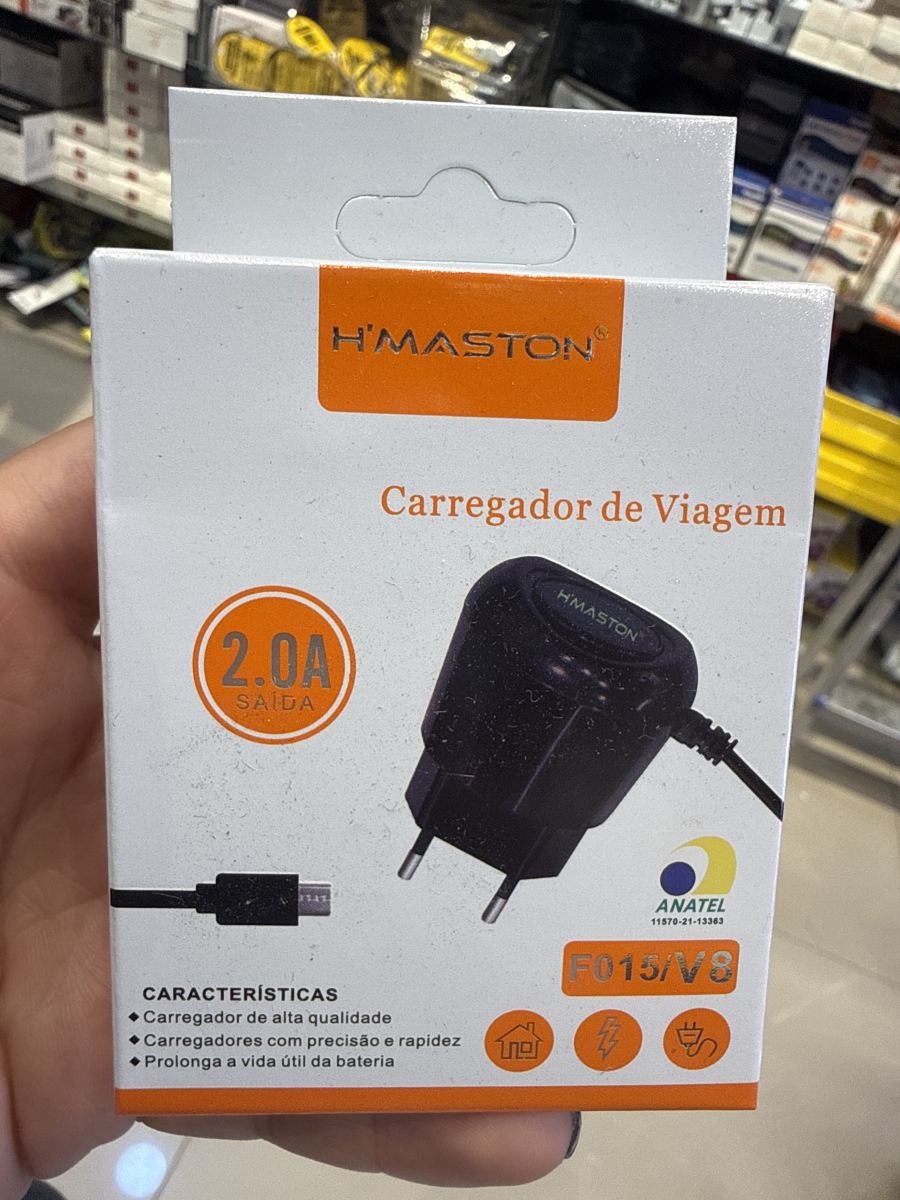 H'MASTON®
Carregador de Viagem
H'MASTON
2.0A
SAÍDA
ANATEL
11570-21-13363
F015/V8
CARACTERÍSTICAS
◆Carregador de alta qualidade
◆Carregadores com precisão e rapidez
◆Prolonga a vida útil da bateria